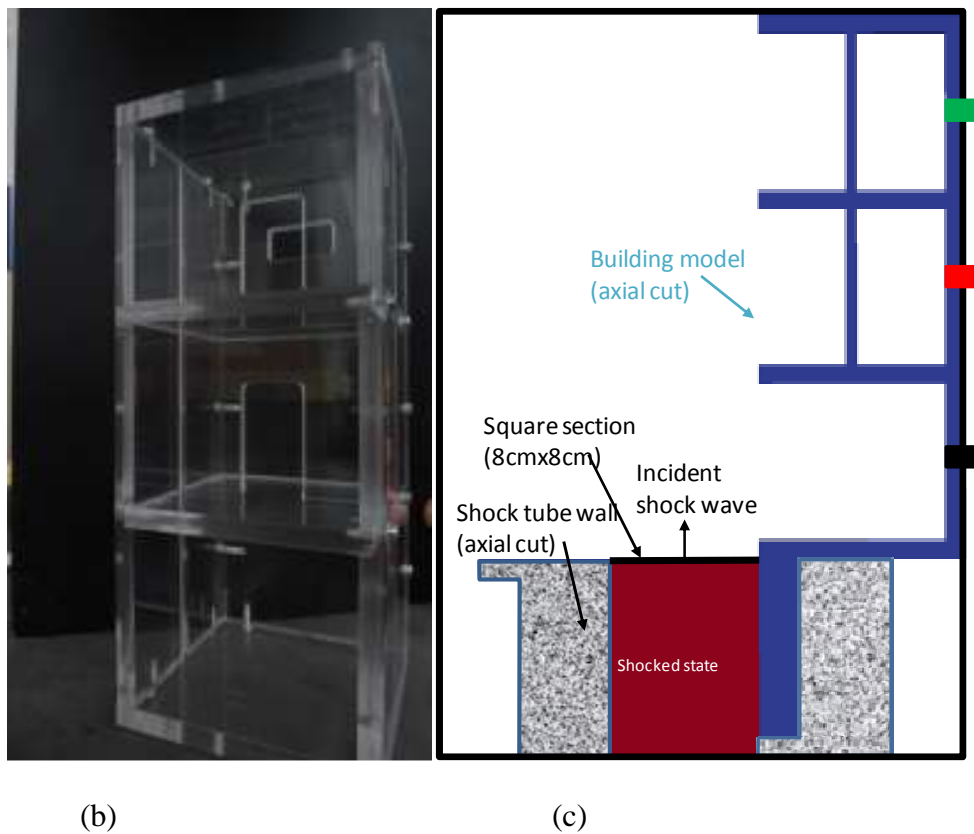 Building model
(axial cut)
Square section
(8cmx8cm)
Incident
shock wave
Shock tube wall
(axial cut)
Shocked state
(b)
(c)